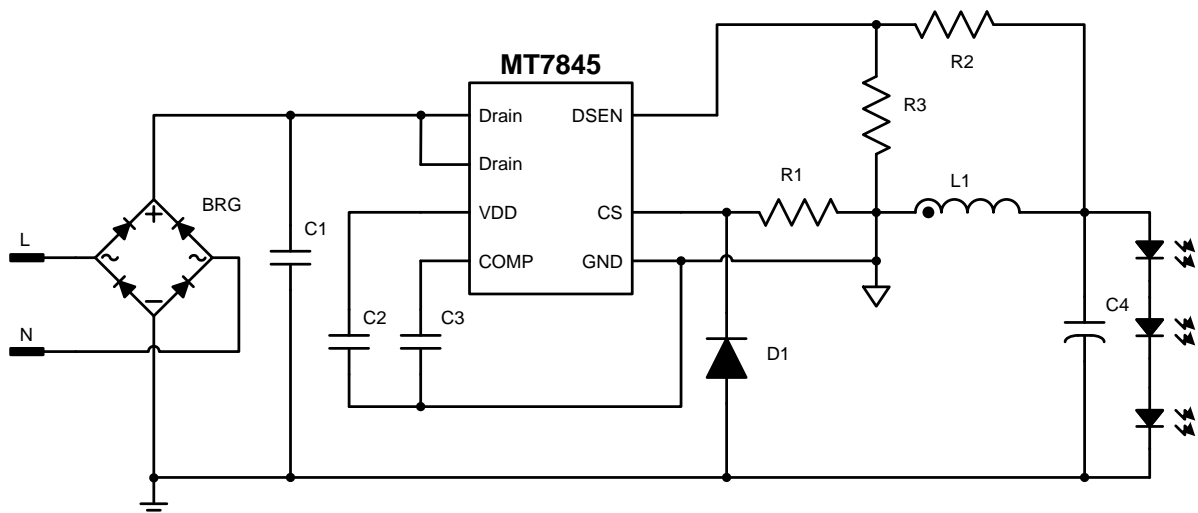 MT7845
R2
R3
Drain
DSEN
Drain
R1
L1
BRG
VDD
CS
C1
L
COMP
GND
C2
C3
C4
N
D1